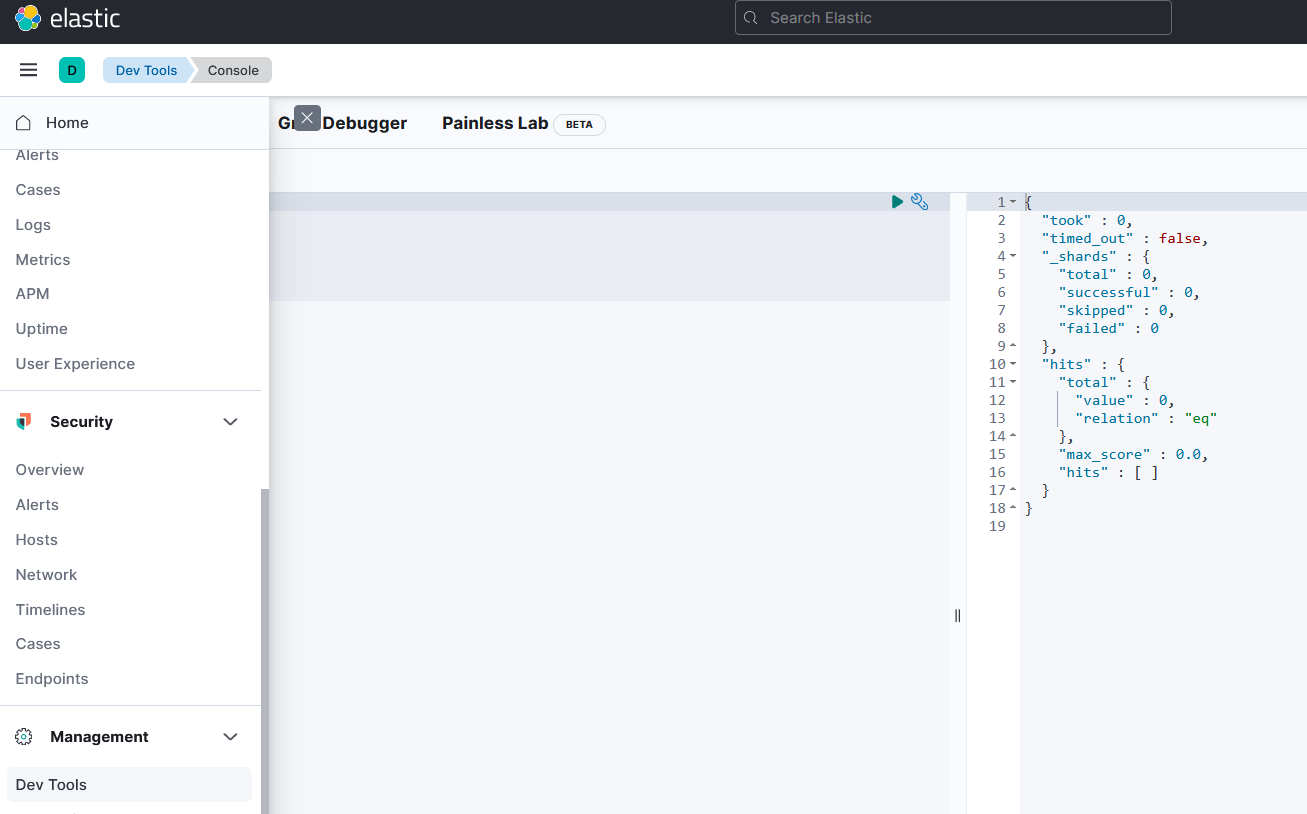 elastic
Search Elastic
D
Dev Tools
Console
Home
Debugger
Painless Lab
BETA
Alerts
Cases
Logs
Metrics
APM
Uptime
User Experience
Security
Overview
Alerts
Hosts
Network
Timelines
Cases
Endpoints
Management
Dev Tools
1 {
2 "took" : 0,
3 "timed_out" : false,
4 "_shards" : {
5 "total" : 0,
6 "successful" : 0,
7 "skipped" : 0,
8 "failed" : 0
9 },
10 "hits" : {
11 "total" : {
12 "value" : 0,
13 "relation" : "eq"
14 },
15 "max_score" : 0.0,
16 "hits" : [ ]
17 }
18 }
19